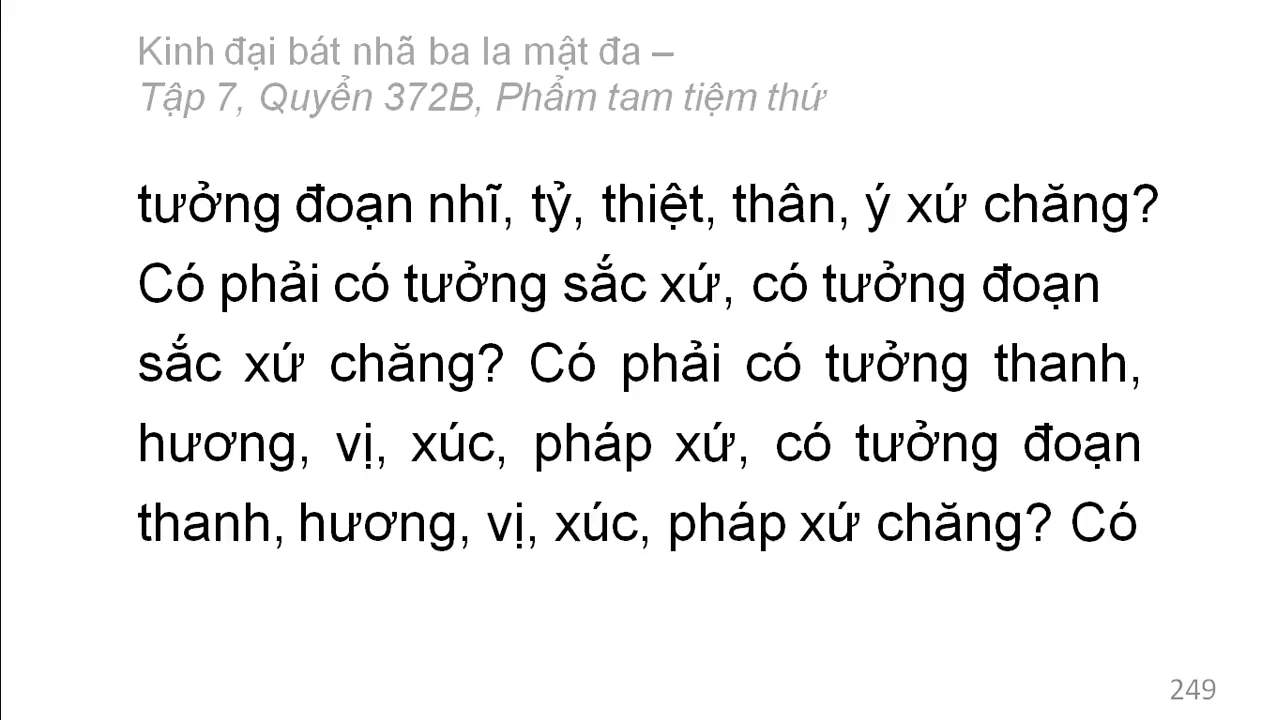 Kinh đại bát nhã ba la mật đa –
Tập 7, Quyển 372B, Phẩm tam tiệm thứ
tưởng đoạn nhĩ, tỷ, thiệt, thân, ý xứ chăng?
Có phải có tưởng sắc xứ, có tưởng đoạn
sắc xứ chăng? Có phải có tưởng thanh,
hương, vị, xúc, pháp xứ, có tưởng đoạn
thanh, hương, vị, xúc, pháp xứ chăng? Có
249